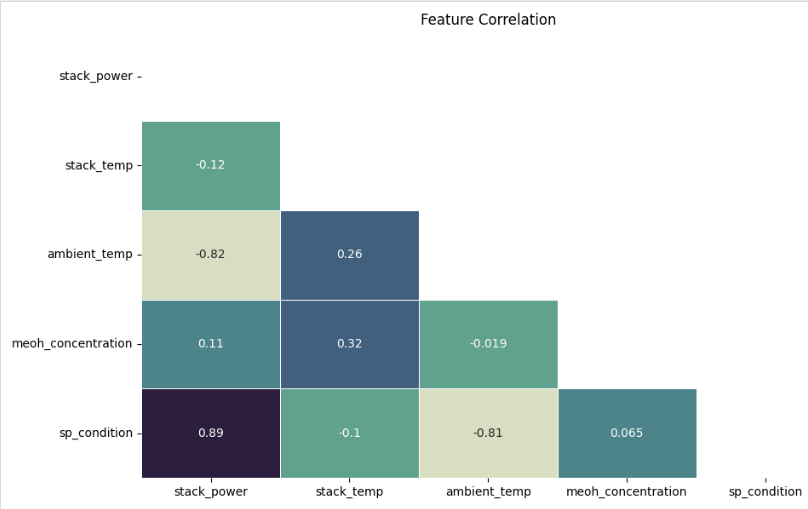 Feature Correlation
stack_power
stack_temp -0.12
ambient_temp -0.82 0.26
meoh_concentration 0.11 0.32 -0.019
sp_condition 0.89 -0.1 -0.81 0.065
stack_power stack_temp ambient_temp meoh_concentration sp_condition